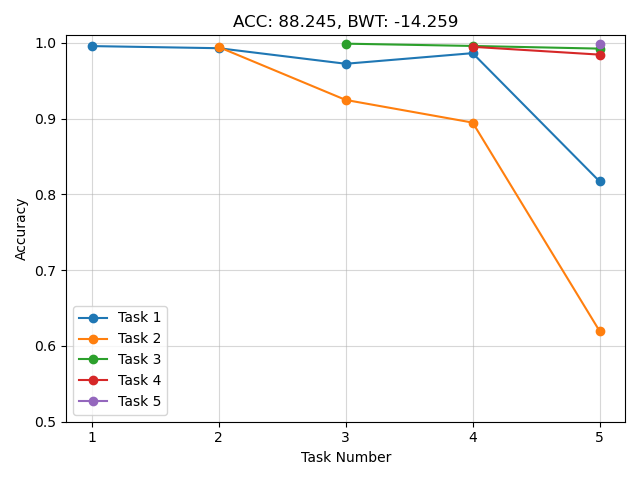 ACC: 88.245, BWT: -14.259
1.0
0.9
0.8
0.7
0.6
0.5
Accuracy
Task 1
Task 2
Task 3
Task 4
Task 5
1 2 3 4 5
Task Number